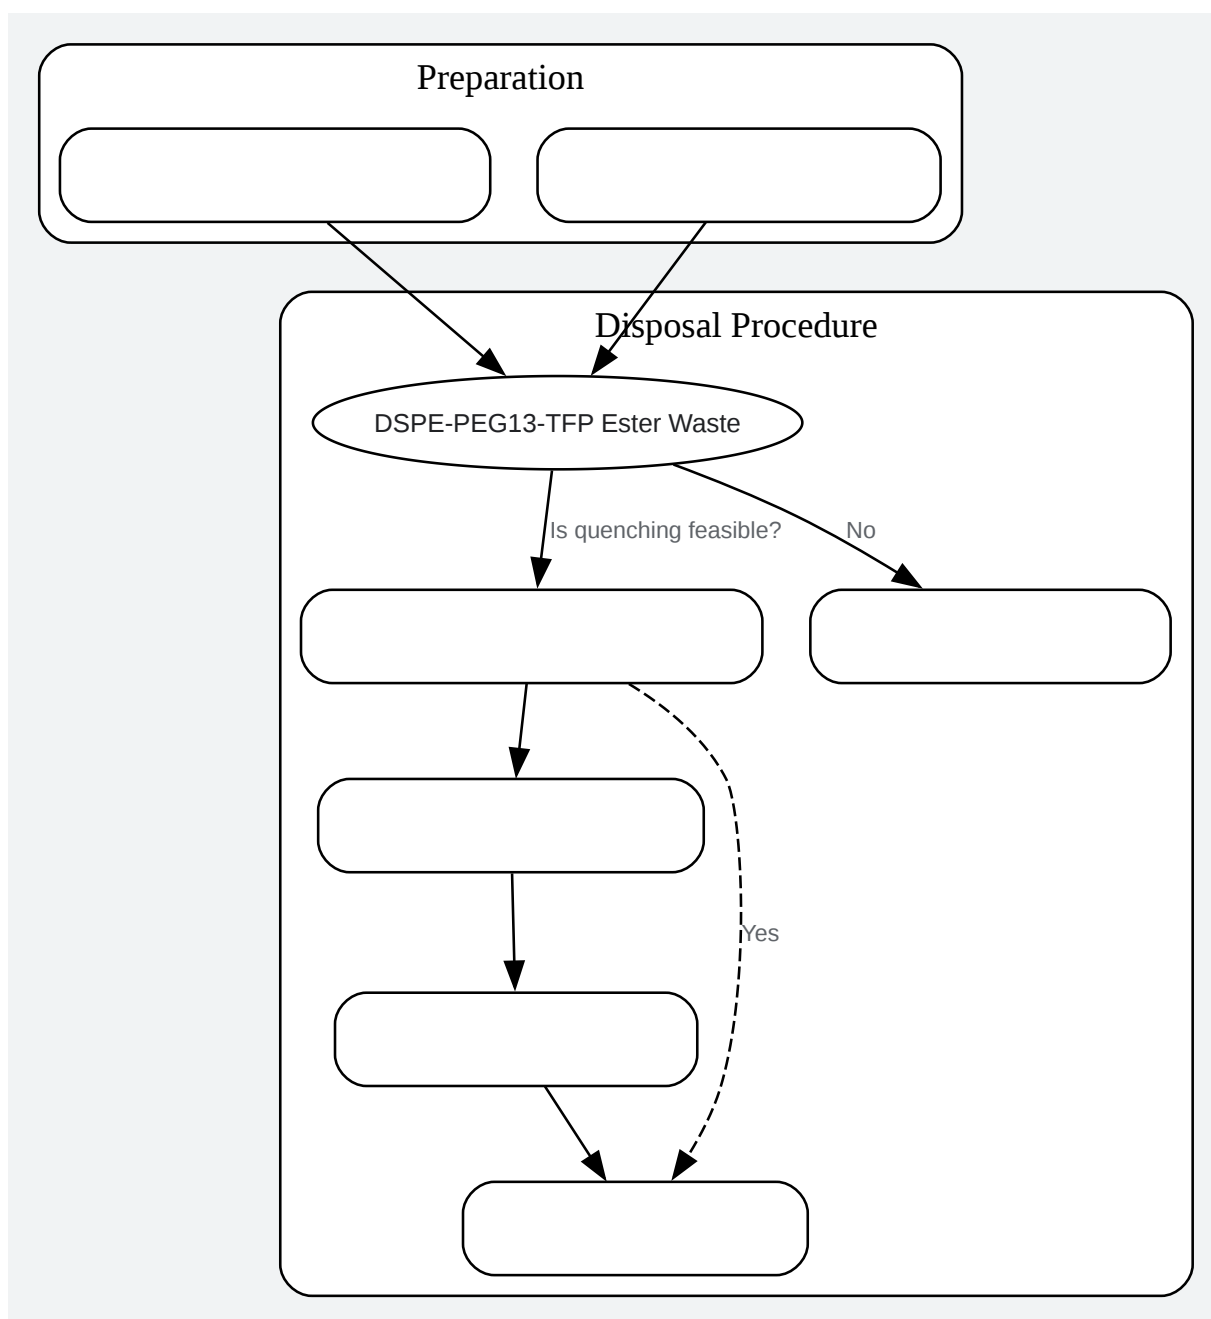 Preparation
Disposal Procedure
DSPE-PEG13-TFP Ester Waste
Is quenching feasible?
No
Yes